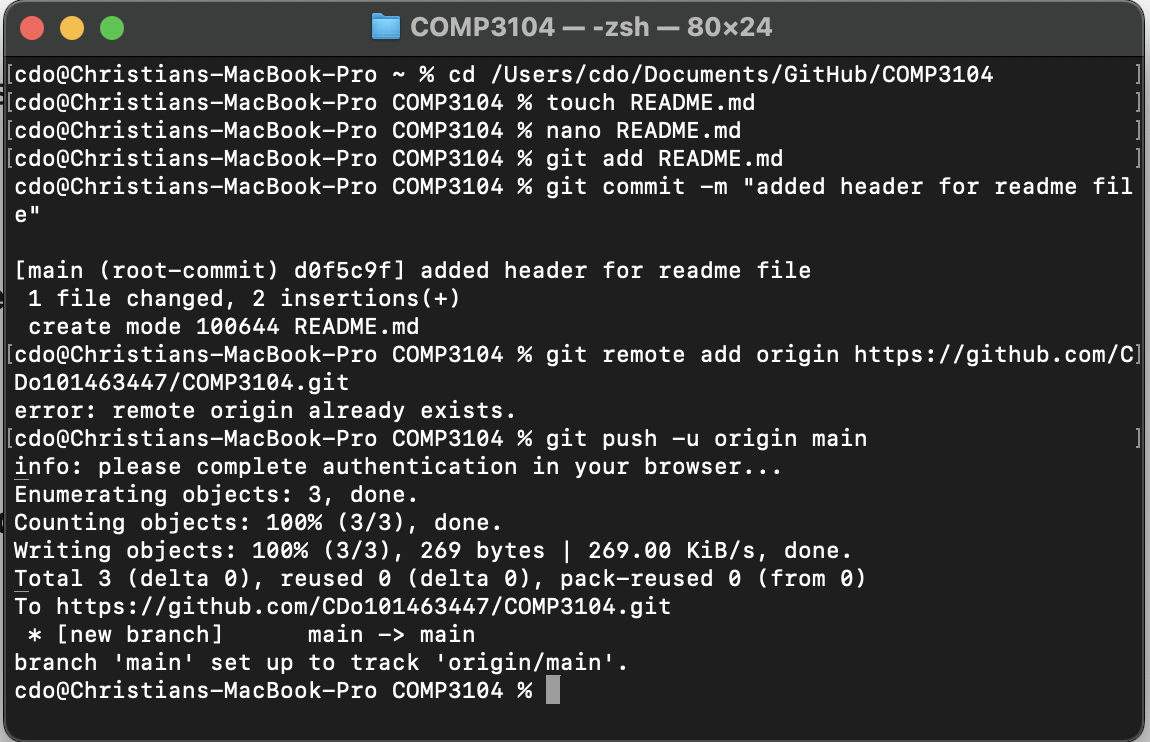 COMP3104 — -zsh — 80×24
[cdo@Christians-MacBook-Pro ~ % cd /Users/cdo/Documents/GitHub/COMP3104 ]
[cdo@Christians-MacBook-Pro COMP3104 % touch README.md ]
[cdo@Christians-MacBook-Pro COMP3104 % nano README.md ]
[cdo@Christians-MacBook-Pro COMP3104 % git add README.md ]
cdo@Christians-MacBook-Pro COMP3104 % git commit -m "added header for readme fil
e"
[main (root-commit) d0f5c9f] added header for readme file
 1 file changed, 2 insertions(+)
 create mode 100644 README.md
[cdo@Christians-MacBook-Pro COMP3104 % git remote add origin https://github.com/C]
Do101463447/COMP3104.git
error: remote origin already exists.
[cdo@Christians-MacBook-Pro COMP3104 % git push -u origin main ]
info: please complete authentication in your browser...
Enumerating objects: 3, done.
Counting objects: 100% (3/3), done.
Writing objects: 100% (3/3), 269 bytes | 269.00 KiB/s, done.
Total 3 (delta 0), reused 0 (delta 0), pack-reused 0 (from 0)
To https://github.com/CDo101463447/COMP3104.git
 * [new branch]      main -> main
branch 'main' set up to track 'origin/main'.
cdo@Christians-MacBook-Pro COMP3104 %